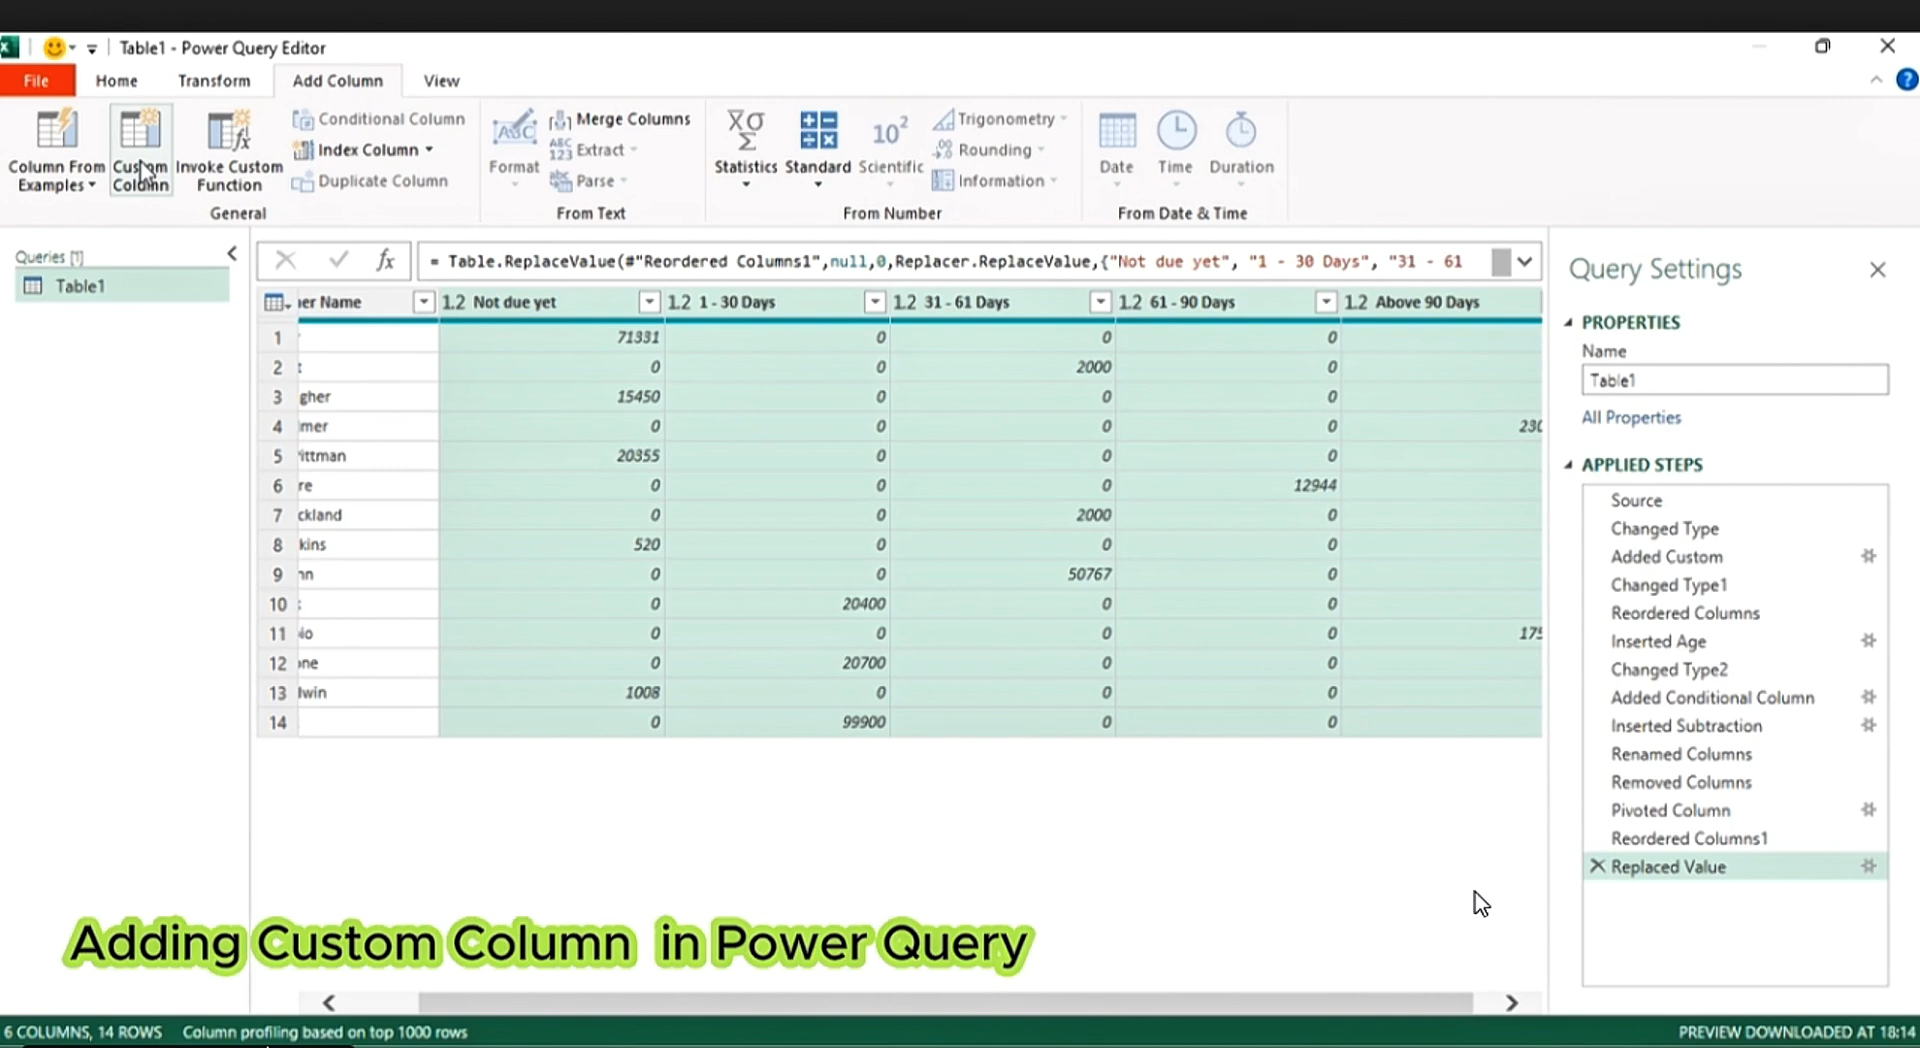 Table1 - Power Query Editor
File Home Transform Add Column View
Column From Examples
Custom Column
Invoke Custom Function
Conditional Column
Index Column
Duplicate Column
General
Format
Merge Columns
Extract
Parse
From Text
Statistics
Standard
Scientific
Trigonometry
Rounding
Information
From Number
Date
Time
Duration
From Date & Time
Queries [1]
Table1
= Table.ReplaceValue(#"Reordered Columns1",null,0,Replacer.ReplaceValue,{"Not due yet", "1 - 30 Days", "31 - 61
er Name 1.2 Not due yet 1.2 1 - 30 Days 1.2 31 - 61 Days 1.2 61 - 90 Days 1.2 Above 90 Days
1 71331 0 0 0
2 0 0 2000 0
3 gher 15450 0 0 0
4 mer 0 0 0 0 230
5 ittman 20355 0 0 0
6 re 0 0 0 12944
7 ckland 0 0 2000 0
8 kins 520 0 0 0
9 nn 0 0 50767 0
10 0 20400 0 0
11 io 0 0 0 0 175
12 one 0 20700 0 0
13 lwin 1008 0 0 0
14 0 99900 0 0
Query Settings
PROPERTIES
Name
Table1
All Properties
APPLIED STEPS
Source
Changed Type
Added Custom
Changed Type1
Reordered Columns
Inserted Age
Changed Type2
Added Conditional Column
Inserted Subtraction
Renamed Columns
Removed Columns
Pivoted Column
Reordered Columns1
Replaced Value
Adding Custom Column in Power Query
6 COLUMNS, 14 ROWS Column profiling based on top 1000 rows
PREVIEW DOWNLOADED AT 18:14